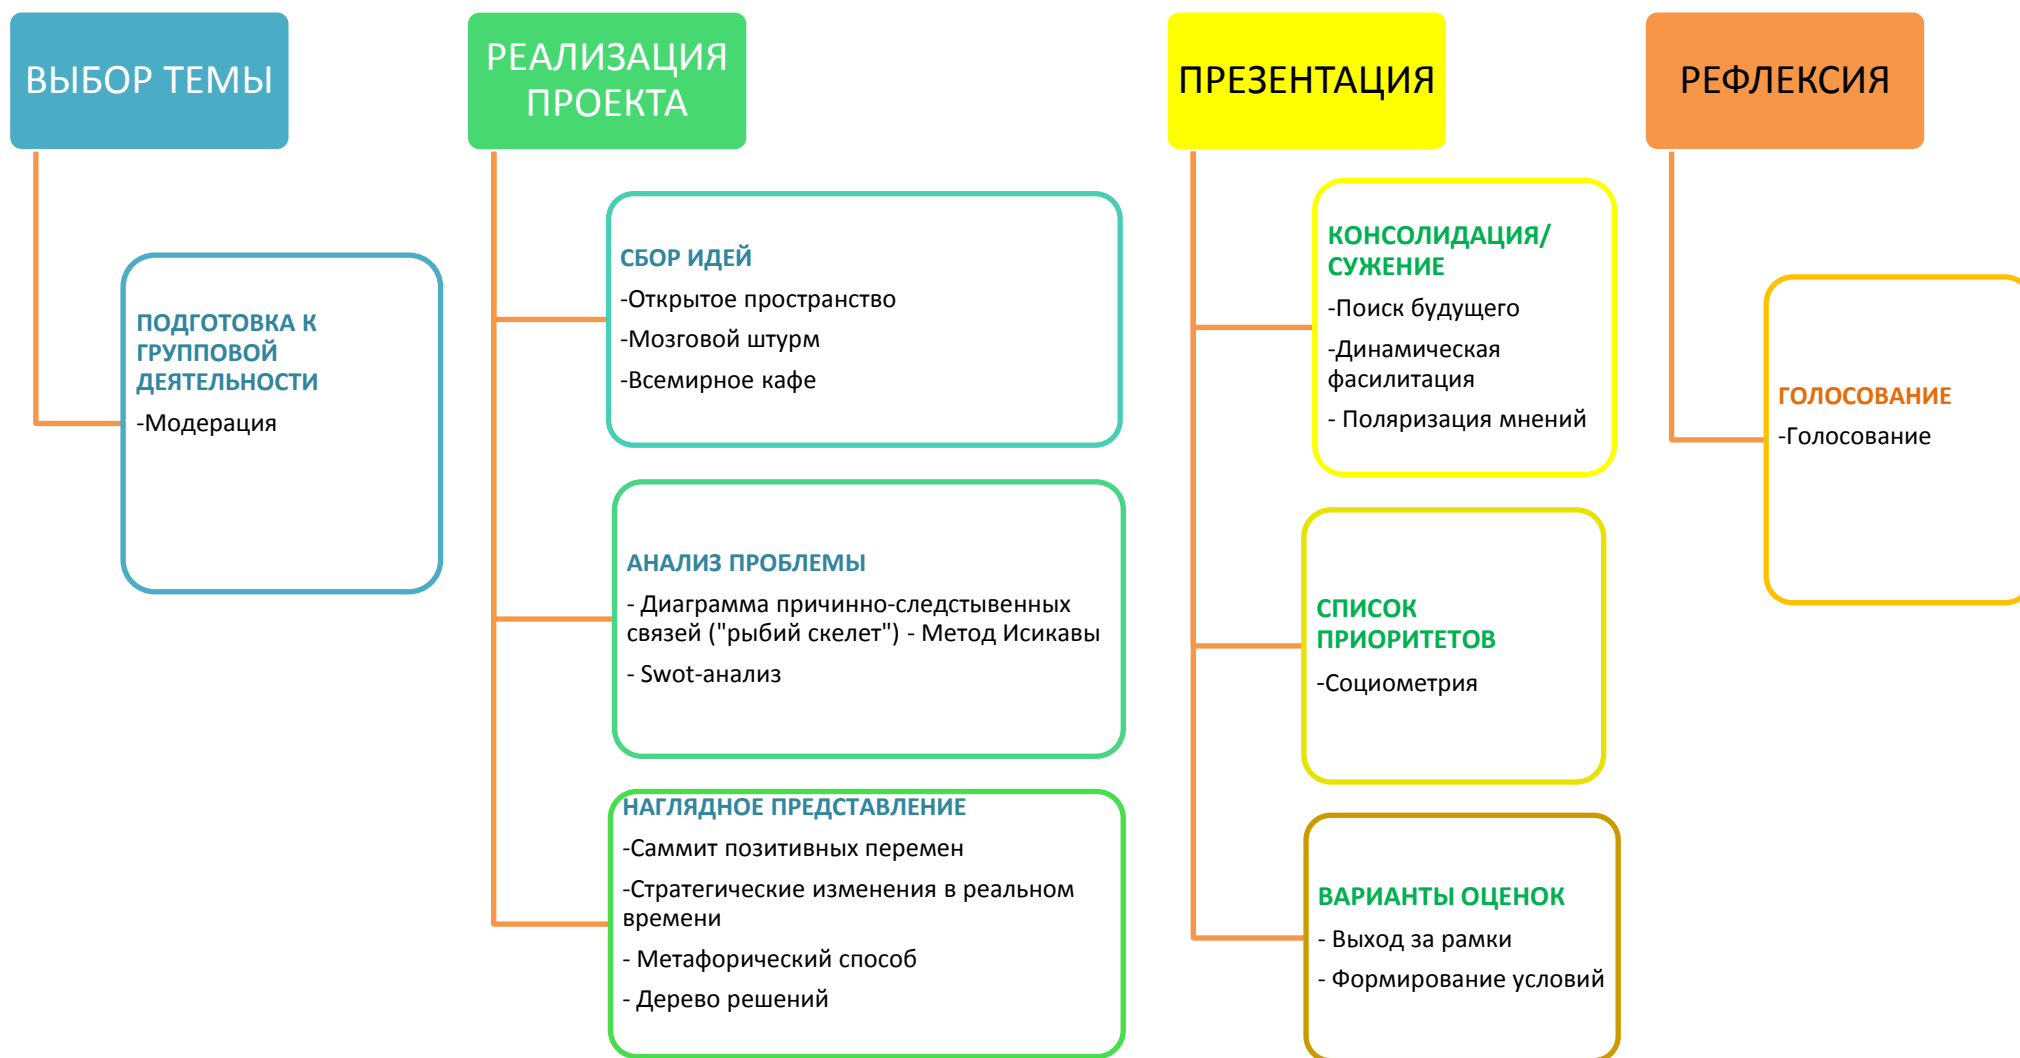 ВЫБОР ТЕМЫ
ПОДГОТОВКА К
ГРУППОВОЙ
ДЕЯТЕЛЬНОСТИ
-Модерация
РЕАЛИЗАЦИЯ
ПРОЕКТА
СБОР ИДЕЙ
-Открытое пространство
-Мозговой штурм
-Всемирное кафе
АНАЛИЗ ПРОБЛЕМЫ
- Диаграмма причинно-следстывенных
связей ("рыбий скелет") - Метод Исикавы
- Swot-анализ
НАГЛЯДНОЕ ПРЕДСТАВЛЕНИЕ
-Саммит позитивных перемен
-Стратегические изменения в реальном
времени
- Метафорический способ
- Дерево решений
ПРЕЗЕНТАЦИЯ
КОНСОЛИДАЦИЯ/
СУЖЕНИЕ
-Поиск будущего
-Динамическая
фасилитация
- Поляризация мнений
СПИСОК
ПРИОРИТЕТОВ
-Социометрия
ВАРИАНТЫ ОЦЕНОК
- Выход за рамки
- Формирование условий
РЕФЛЕКСИЯ
ГОЛОСОВАНИЕ
-Голосование